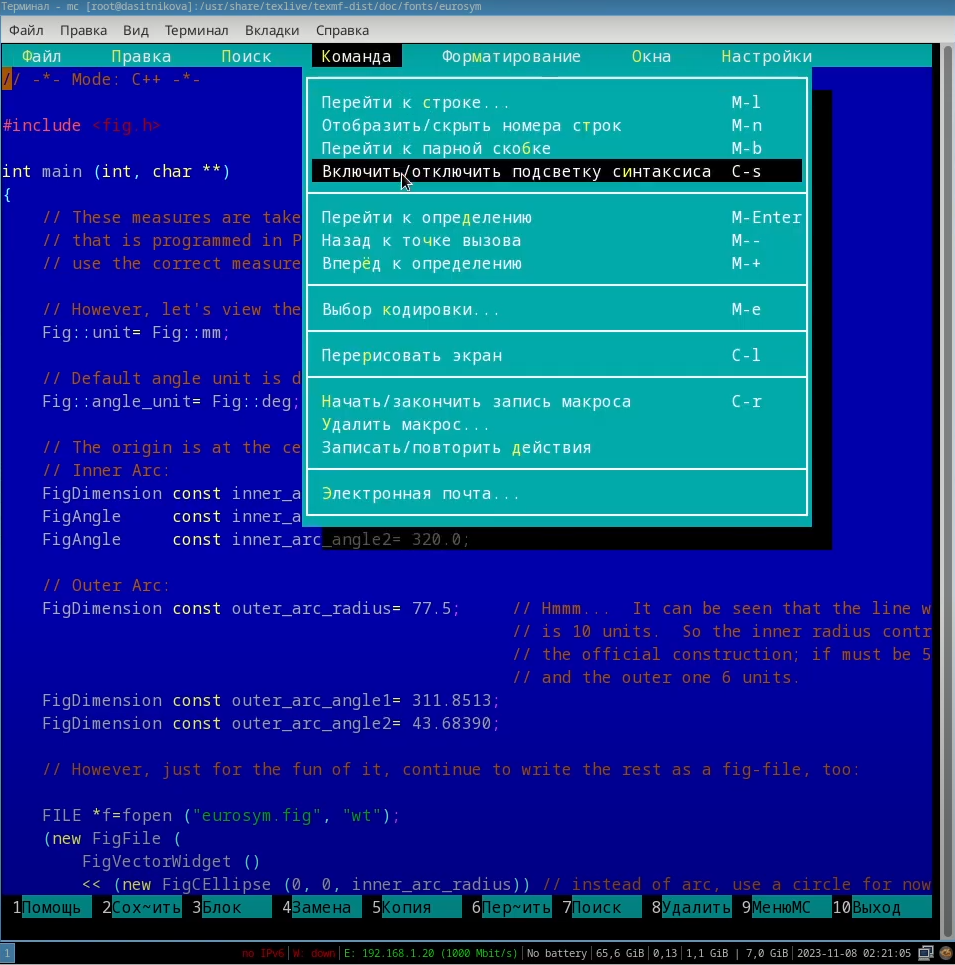 Терминал - mc [root@dasitnikova]:/usr/share/texlive/texmf-dist/doc/fonts/eurosym
Файл Правка Вид Терминал Вкладки Справка
Файл Правка Поиск Команда Форматирование Окна Настройки
// -*- Mode: C++ -*-
#include <fig.h>
int main (int, char **)
{
// These measures are take
// that is programmed in P
// use the correct measure
// However, let's view the
Fig::unit= Fig::mm;
// Default angle unit is d
Fig::angle_unit= Fig::deg;
// The origin is at the ce
// Inner Arc:
FigDimension const inner_a
FigAngle const inner_a
FigAngle const inner_arc_angle2= 320.0;
Перейти к строке... M-l
Отобразить/скрыть номера строк M-n
Перейти к парной скобке M-b
Включить/отключить подсветку синтаксиса C-s
Перейти к определению M-Enter
Назад к точке вызова M--
Вперёд к определению M-+
Выбор кодировки... M-e
Перерисовать экран C-l
Начать/закончить запись макроса C-r
Удалить макрос...
Записать/повторить действия
Электронная почта...
// Outer Arc:
FigDimension const outer_arc_radius= 77.5; // Hmmm... It can be seen that the line w
// is 10 units. So the inner radius contr
// the official construction; if must be 5
// and the outer one 6 units.
FigDimension const outer_arc_angle1= 311.8513;
FigDimension const outer_arc_angle2= 43.68390;
// However, just for the fun of it, continue to write the rest as a fig-file, too:
FILE *f=fopen ("eurosym.fig", "wt");
(new FigFile (
FigVectorWidget ()
<< (new FigCEllipse (0, 0, inner_arc_radius)) // instead of arc, use a circle for now
1Помощь 2Сох~ить 3Блок 4Замена 5Копия 6Пер~ить 7Поиск 8Удалить 9МенюMC 10Выход
1 no IPv6|W: down|E: 192.168.1.20 (1000 Mbit/s)|No battery|65,6 GiB|0,13|1,1 GiB | 7,0 GiB|2023-11-08 02:21:05